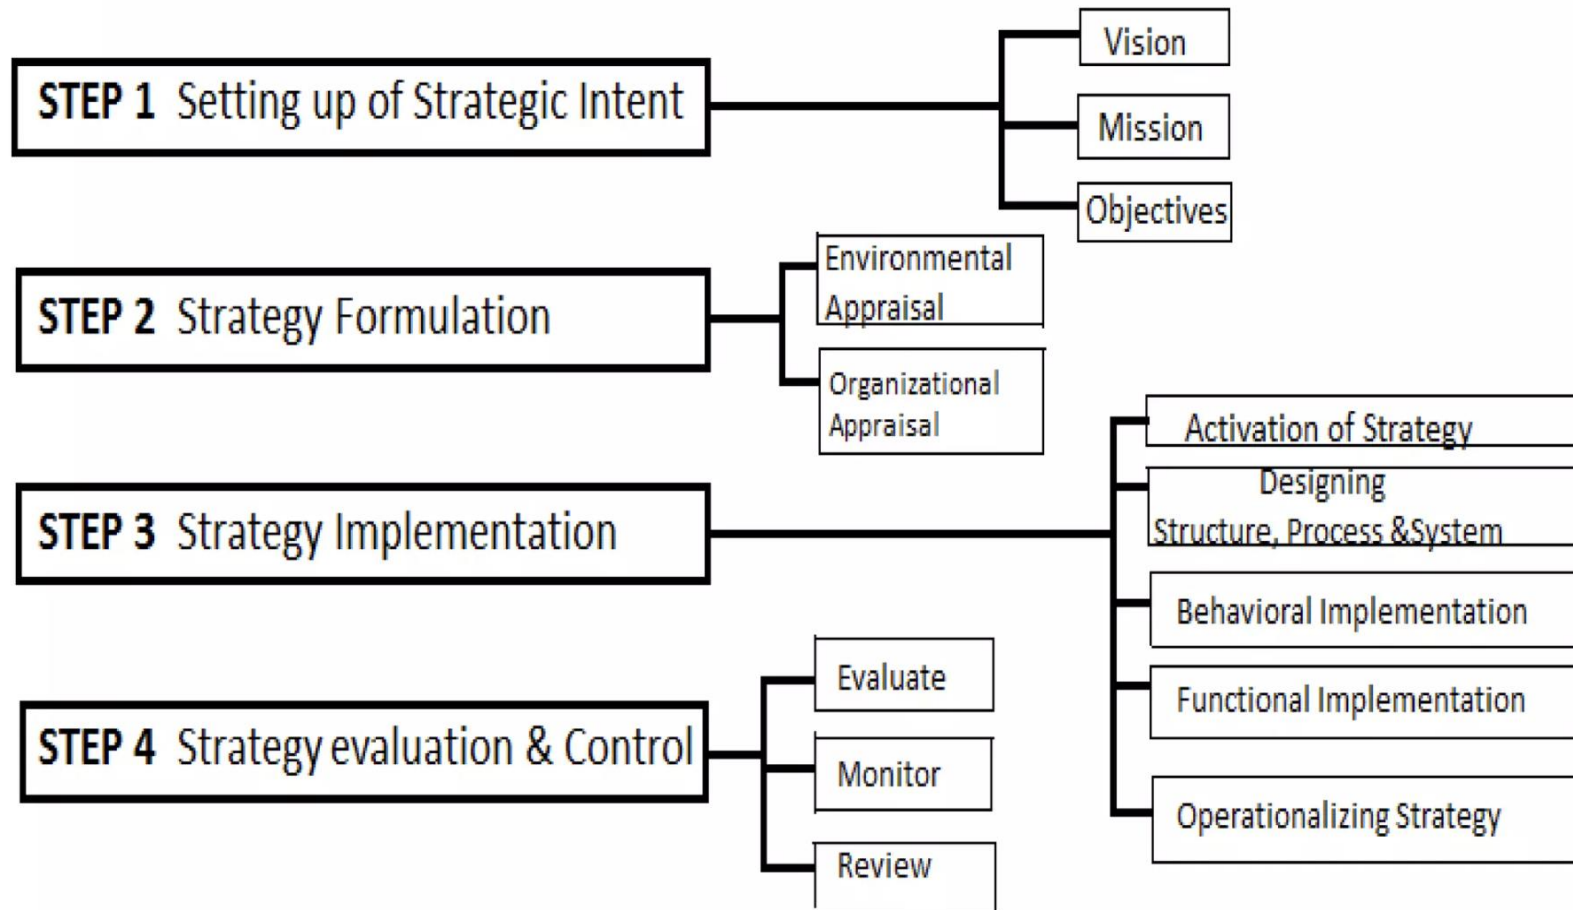 STEP 1 Setting up of Strategic Intent
Vision
Mission
Objectives
STEP 2 Strategy Formulation
Environmental
Appraisal
Organizational
Appraisal
STEP 3 Strategy Implementation
Activation of Strategy
Designing
Structure, Process &System
Behavioral Implementation
Functional Implementation
Operationalizing Strategy
STEP 4 Strategy evaluation & Control
Evaluate
Monitor
Review